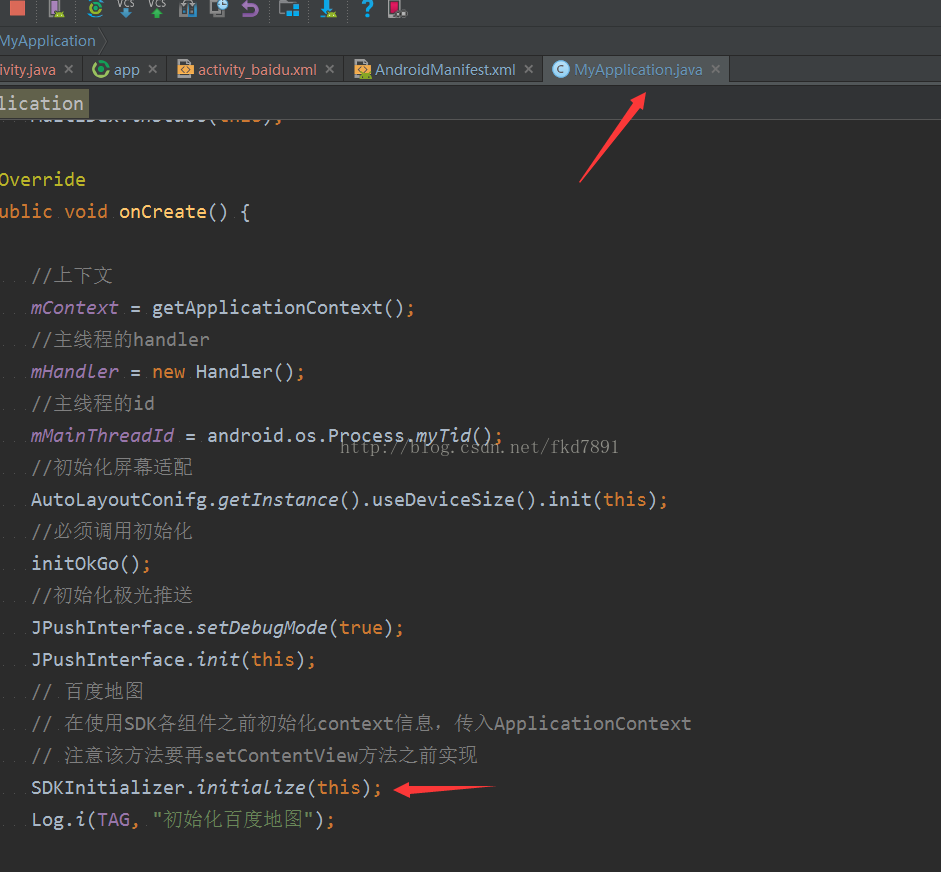 VCS VCS ?
MyApplication
ivity.java × app × activity_baidu.xml × AndroidManifest.xml × MyApplication.java ×
lication
Override
ublic void onCreate() {
//上下文
mContext = getApplicationContext();
//主线程的handler
mHandler = new Handler();
//主线程的id
mMainThreadId = android.os.Process.myTid();
http://blog.csdn.net/fkd7891
//初始化屏幕适配
AutoLayoutConifg.getInstance().useDeviceSize().init(this);
//必须调用初始化
initOkGo();
//初始化极光推送
JPushInterface.setDebugMode(true);
JPushInterface.init(this);
// 百度地图
// 在使用SDK各组件之前初始化context信息，传入ApplicationContext
// 注意该方法要再setContentView方法之前实现
SDKInitializer.initialize(this);
Log.i(TAG, "初始化百度地图");